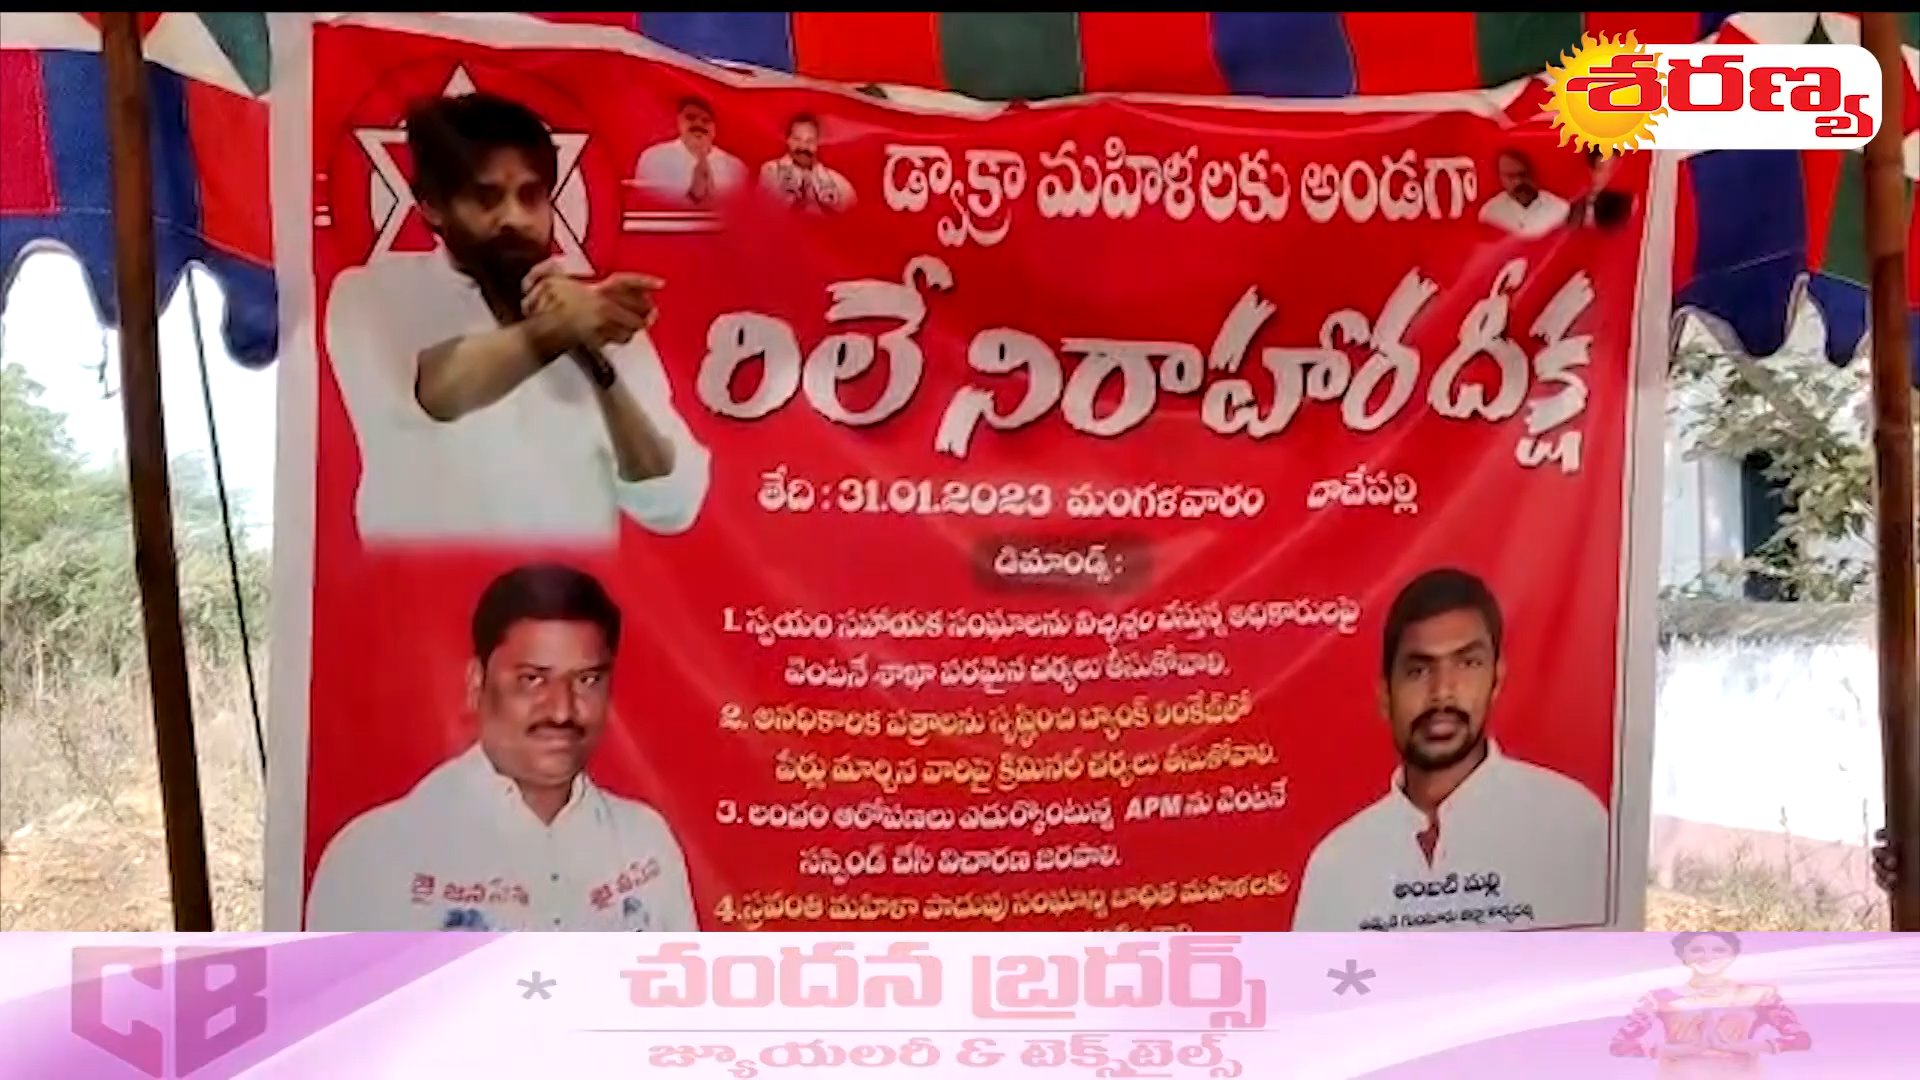 శరణ్య
డ్వాక్రా మహిళలకు అండగా
రిలే నిరాహార దీక్ష
తేది : 31.01.2023 మంగళవారం దాచేపల్లి
డిమాండ్స్ :
1. స్వయం సహాయక సంఘాలను విచ్ఛిన్నం చేస్తున్న అధికారులపై
వెంటనే శాఖా పరమైన చర్యలు తీసుకోవాలి.
2. అనధికారిక పత్రాలను సృష్టించి బ్యాంక్ లింకేజ్‌లో
పేర్లు మార్చిన వారిపై క్రిమినల్ చర్యలు తీసుకోవాలి.
3. లంచం ఆరోపణలు ఎదుర్కొంటున్న APM ను వెంటనే
సస్పెండ్ చేసి విచారణ జరపాలి.
4. స్రవంతి మహిళా పొదుపు సంఘాన్ని బాధిత మహిళలకు
జై జనసేన
అంబటి మల్లి
CB
* చందన బ్రదర్స్ *
జ్యూయలరీ & టెక్స్‌టైల్స్